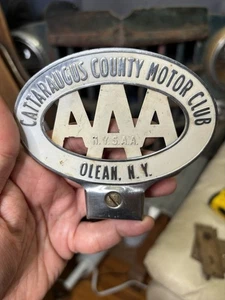 CATTARAUGUS COUNTY MOTOR CLUB
AAA
N.Y.S.A.A.
OLEAN, N.Y.